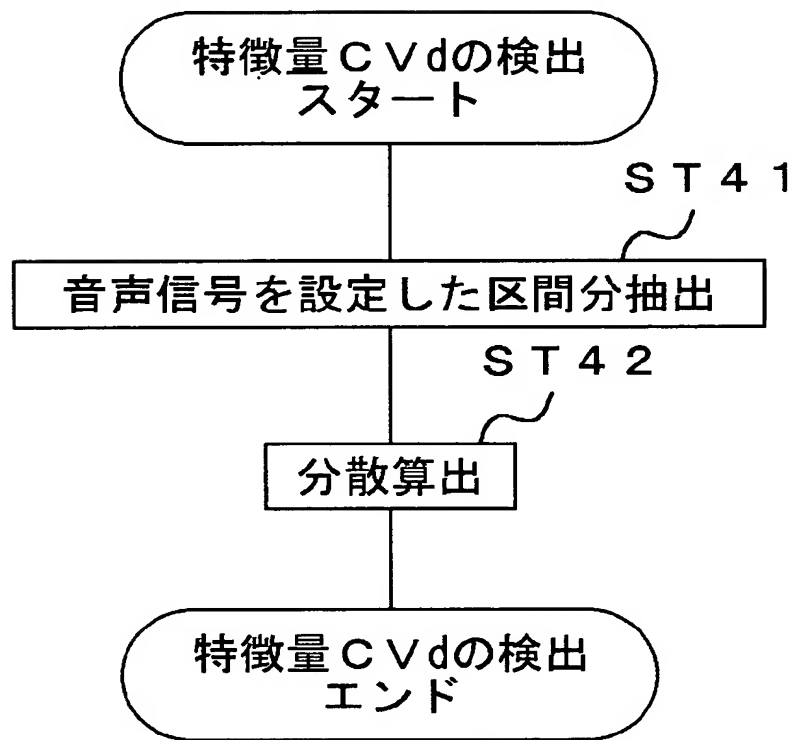 特徴量CVdの検出
スタート
ST41
音声信号を設定した区間分抽出
ST42
分散算出
特徴量CVdの検出
エンド